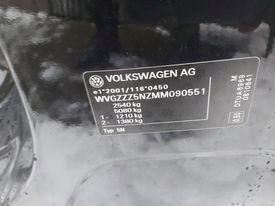 VOLKSWAGEN AG
e1*2001/116*0450
WVGZZZ5NZMM090551
2540 kg
5080 kg
1- 1210 kg
2- 1380 kg
Typ 5N